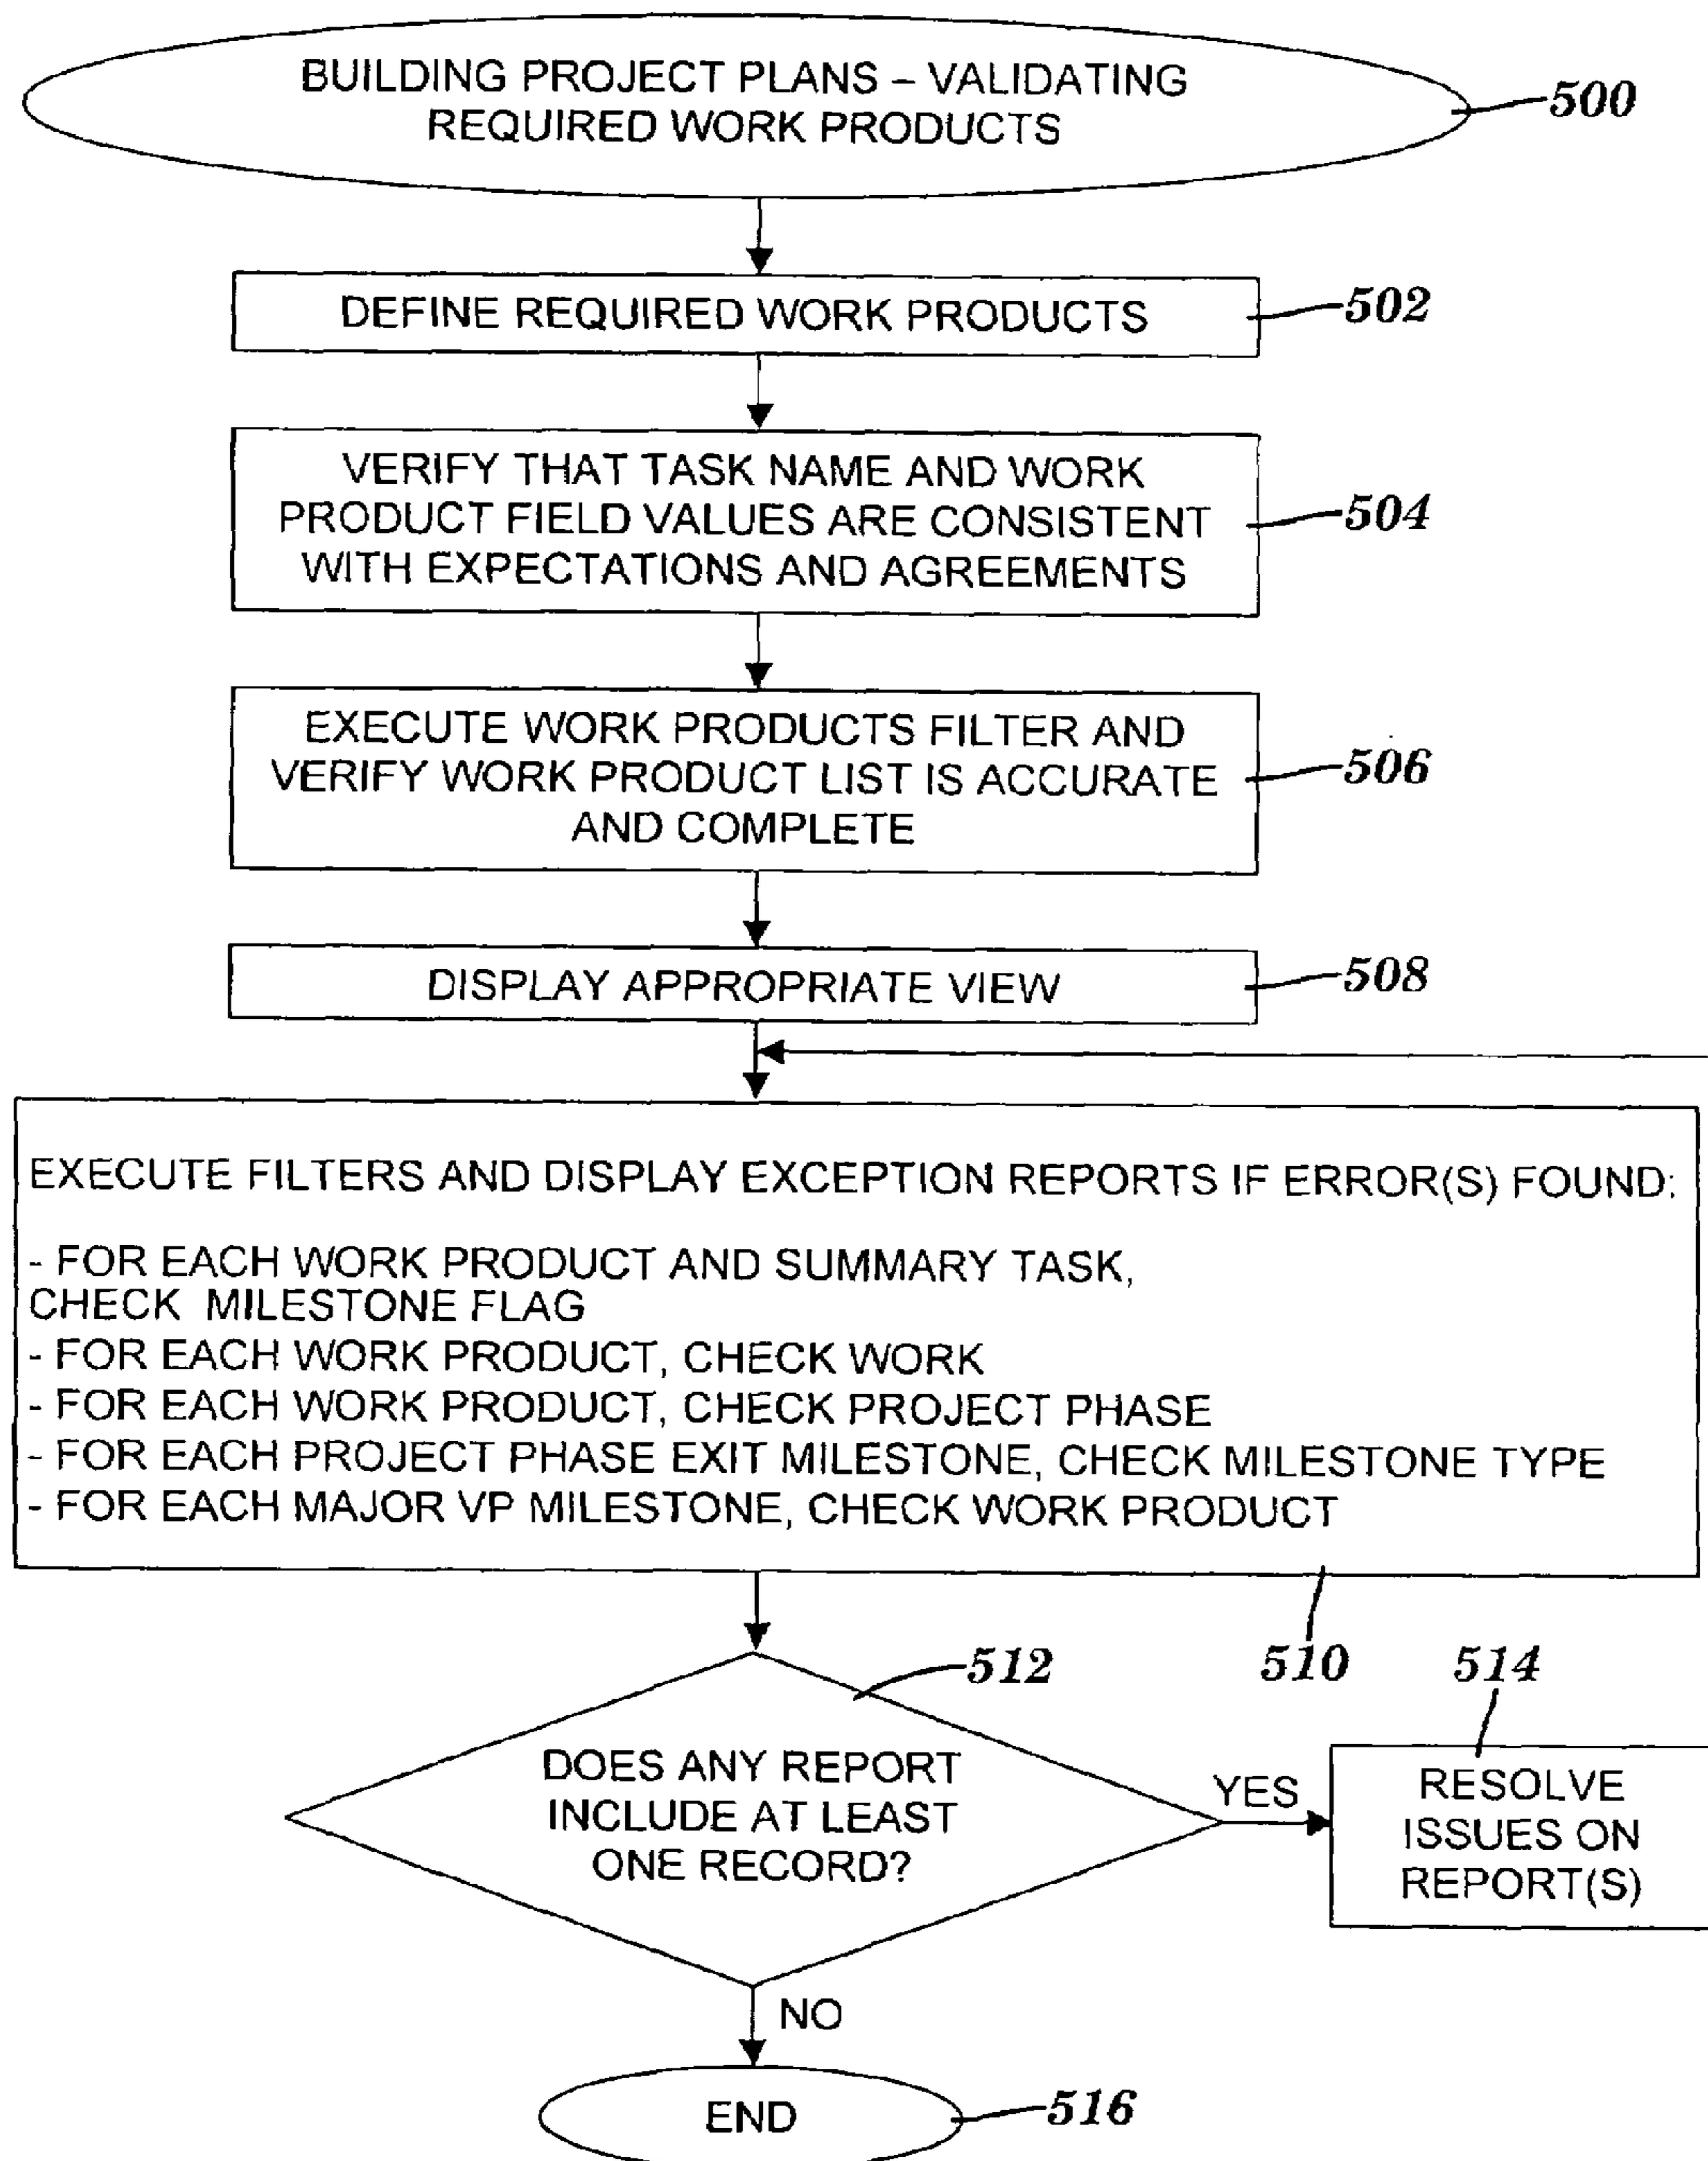 BUILDING PROJECT PLANS – VALIDATING
REQUIRED WORK PRODUCTS
500
DEFINE REQUIRED WORK PRODUCTS
502
VERIFY THAT TASK NAME AND WORK
PRODUCT FIELD VALUES ARE CONSISTENT
WITH EXPECTATIONS AND AGREEMENTS
504
EXECUTE WORK PRODUCTS FILTER AND
VERIFY WORK PRODUCT LIST IS ACCURATE
AND COMPLETE
506
DISPLAY APPROPRIATE VIEW
508
EXECUTE FILTERS AND DISPLAY EXCEPTION REPORTS IF ERROR(S) FOUND:
- FOR EACH WORK PRODUCT AND SUMMARY TASK,
CHECK MILESTONE FLAG
- FOR EACH WORK PRODUCT, CHECK WORK
- FOR EACH WORK PRODUCT, CHECK PROJECT PHASE
- FOR EACH PROJECT PHASE EXIT MILESTONE, CHECK MILESTONE TYPE
- FOR EACH MAJOR VP MILESTONE, CHECK WORK PRODUCT
510
512
DOES ANY REPORT
INCLUDE AT LEAST
ONE RECORD?
YES
514
RESOLVE
ISSUES ON
REPORT(S)
NO
END
516